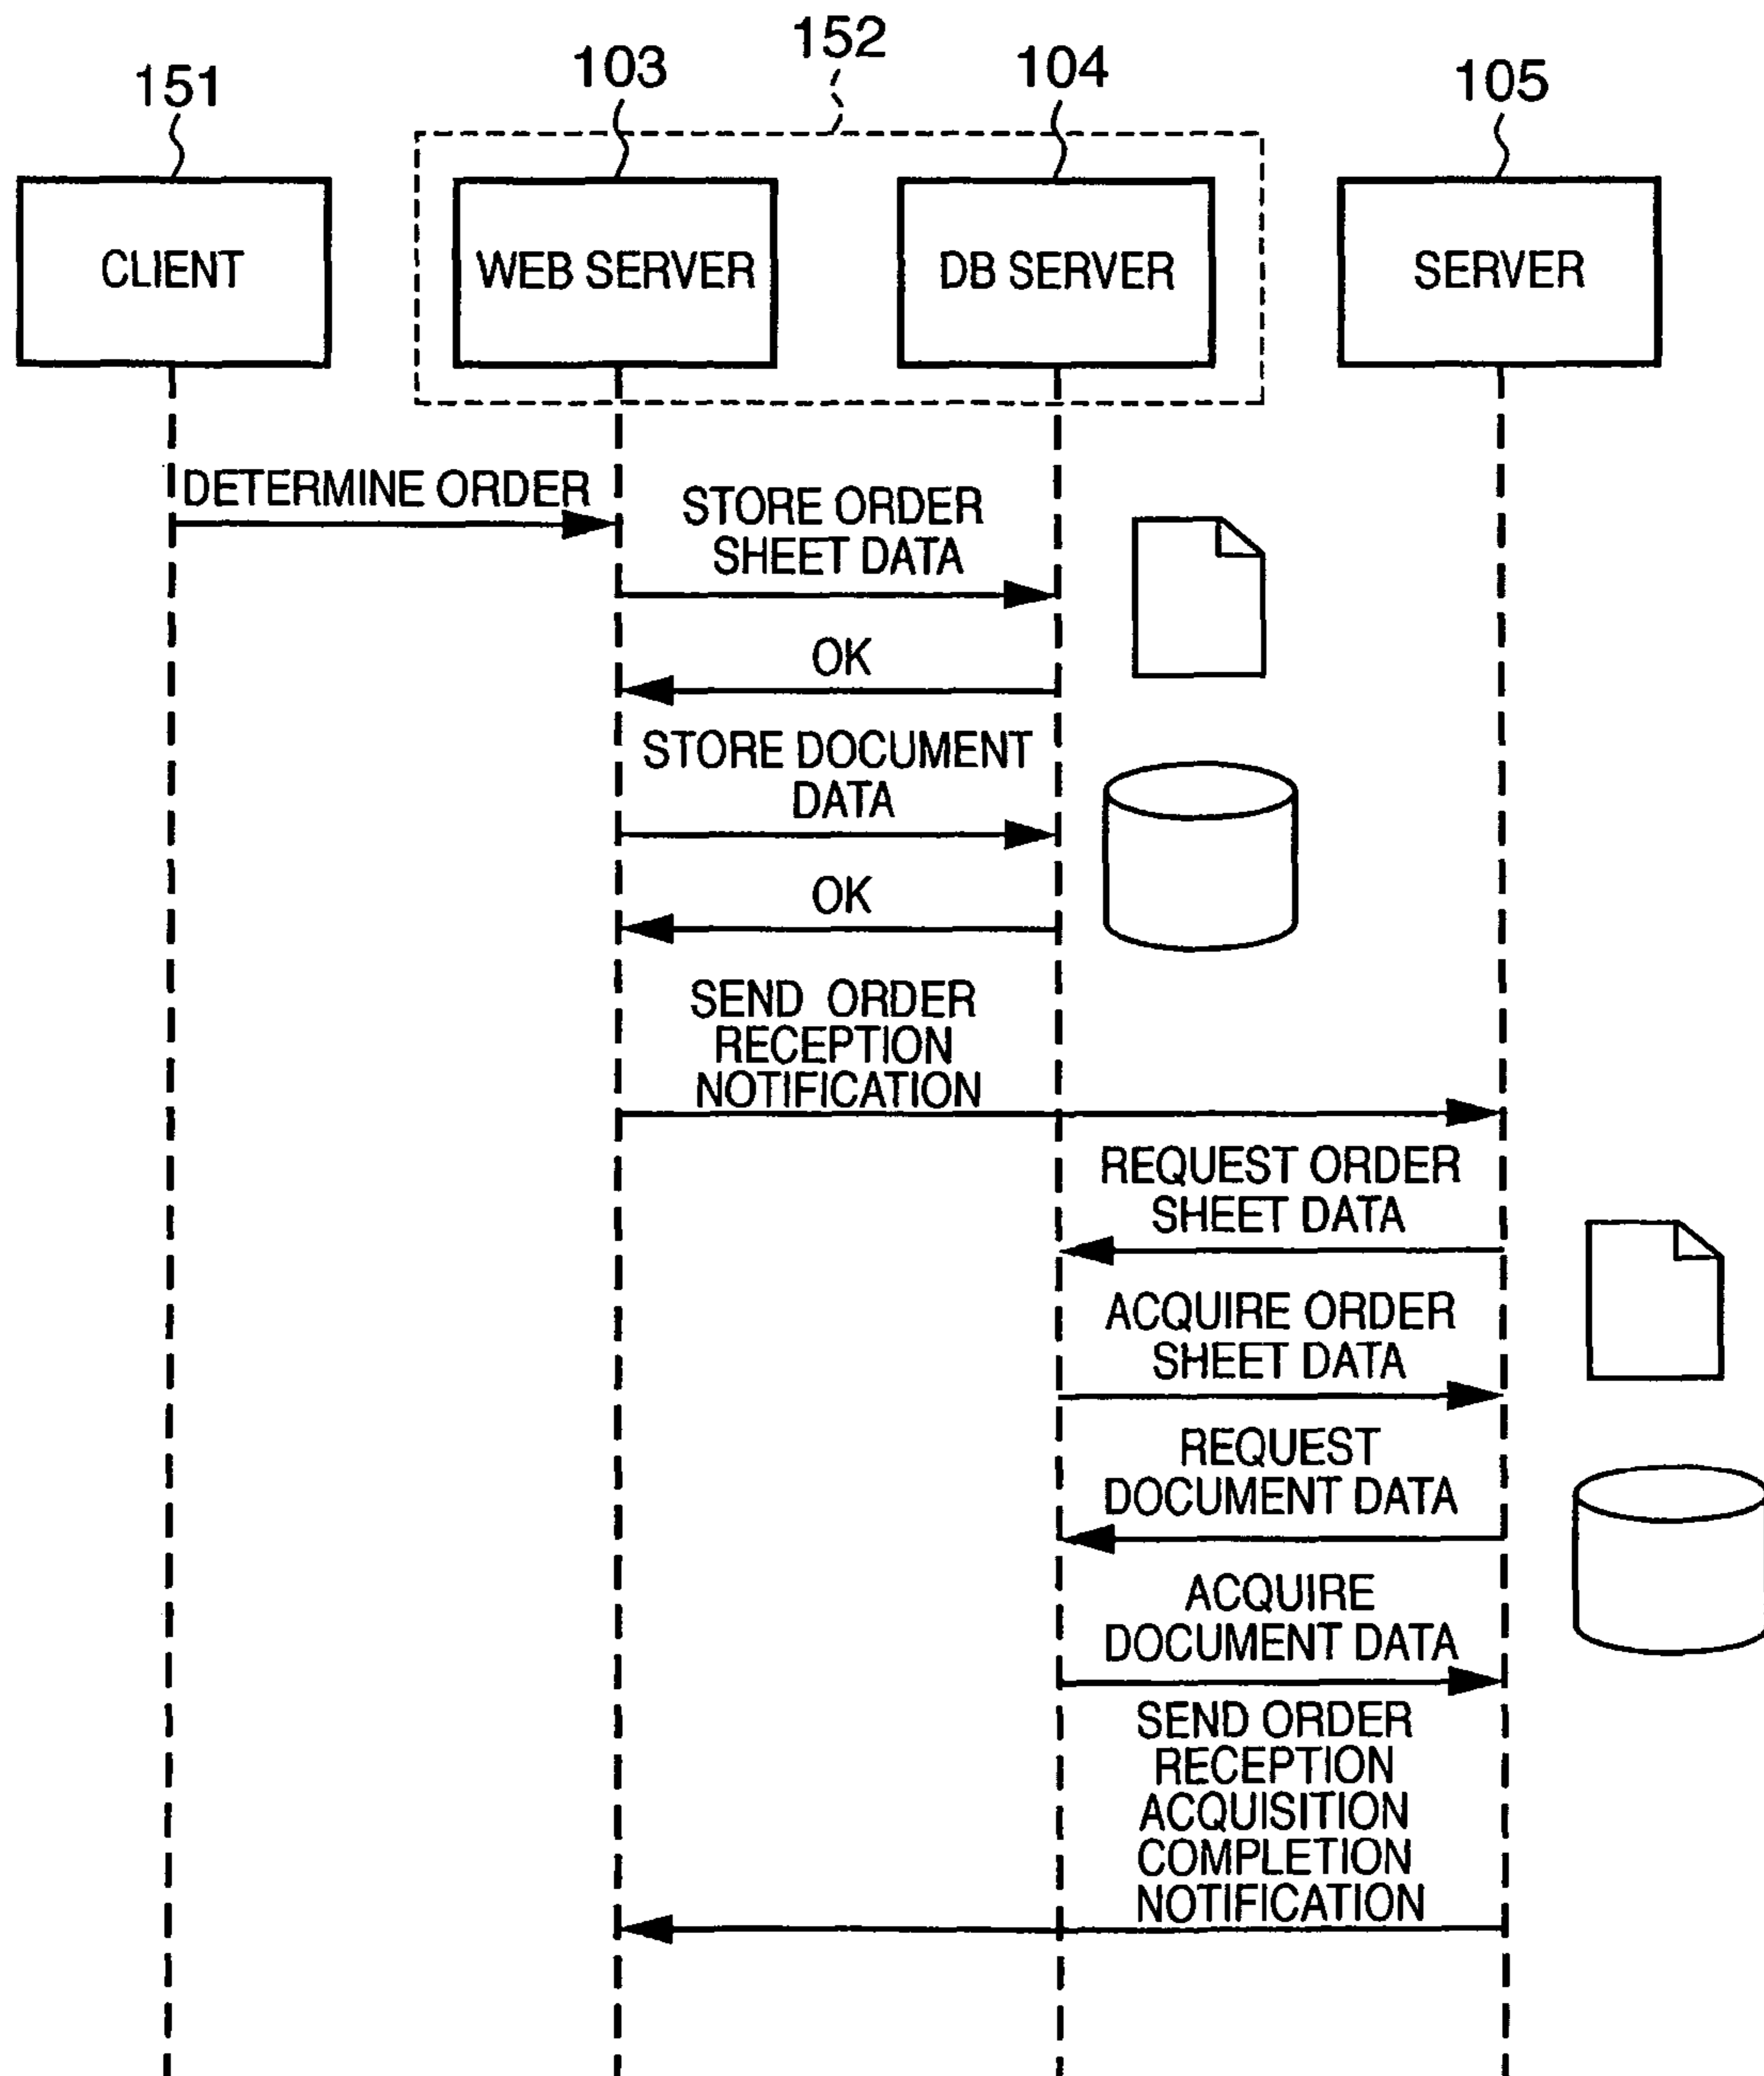 152
103
104
151
105
CLIENT
WEB SERVER
DB SERVER
SERVER
DETERMINE ORDER
STORE ORDER
SHEET DATA
OK
STORE DOCUMENT
DATA
OK
SEND ORDER
RECEPTION
NOTIFICATION
REQUEST ORDER
SHEET DATA
ACQUIRE ORDER
SHEET DATA
REQUEST
DOCUMENT DATA
ACQUIRE
DOCUMENT DATA
SEND ORDER
RECEPTION
ACQUISITION
COMPLETION
NOTIFICATION